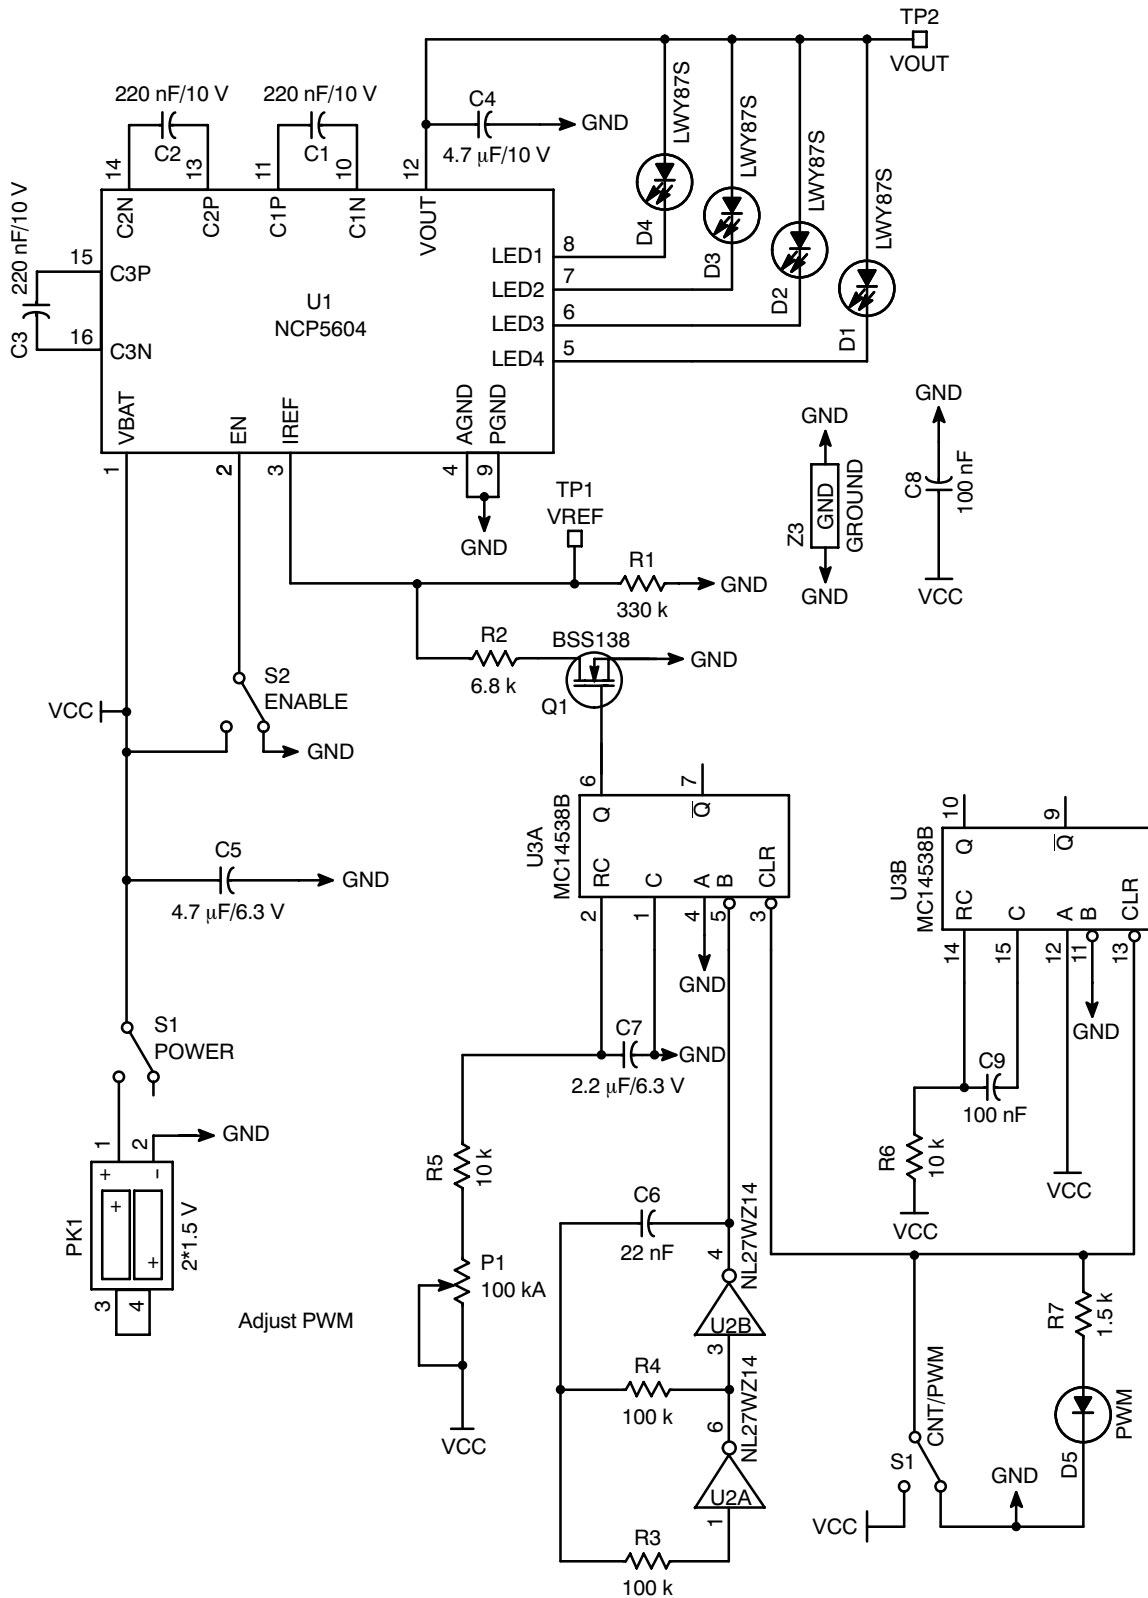 TP2
VOUT
220 nF/10 V
220 nF/10 V
C4
GND
4.7 μF/10 V
C2
C1
14
13
11
10
12
LWY87S
LWY87S
LWY87S
LWY87S
D4
D3
D2
D1
C2N
C2P
C1P
C1N
VOUT
220 nF/10 V
C3
15
C3P
16
C3N
U1
NCP5604
LED1
8
LED2
7
LED3
6
LED4
5
VBAT
EN
IREF
AGND
PGND
1
2
3
4
9
GND
TP1
VREF
R1
330 k
GND
GND
Z3
GND
GROUND
GND
GND
C8
100 nF
VCC
R2
6.8 k
BSS138
Q1
GND
S2
ENABLE
VCC
GND
C5
4.7 μF/6.3 V
GND
6
7
U3A
MC14538B
Q
Q
RC
C
A
B
CLR
2
1
4
5
3
GND
10
9
U3B
MC14538B
Q
Q
RC
C
A
B
CLR
14
15
12
11
13
GND
S1
POWER
C7
2.2 μF/6.3 V
GND
C9
100 nF
R6
10 k
VCC
VCC
1
2
GND
+
-
+
+
PK1
2*1.5 V
3
4
R5
10 k
P1
100 kA
Adjust PWM
VCC
C6
22 nF
4
NL27WZ14
U2B
3
R4
100 k
6
NL27WZ14
U2A
1
R3
100 k
R7
1.5 k
CNT/PWM
S1
VCC
GND
D5
PWM